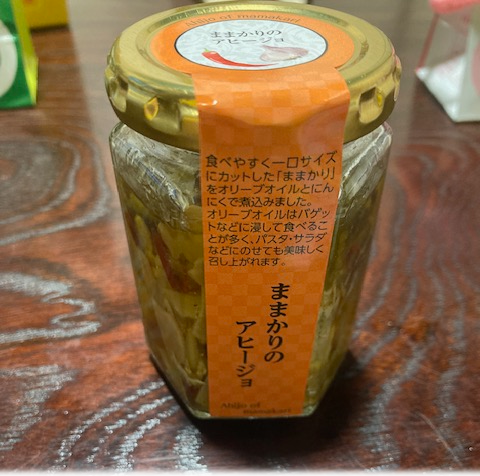 Ahijo of mamakari
ままかりの
アヒージョ
食べやすく一口サイズ
にカットした「ままかり」
をオリーブオイルとにん
にくで煮込みました。
オリーブオイルはバゲッ
トなどに浸して食べるこ
とが多く、パスタ・サラダ
などにのせても美味しく
召し上がれます。
ままかりの
アヒージョ
Ahijo of
mamakari